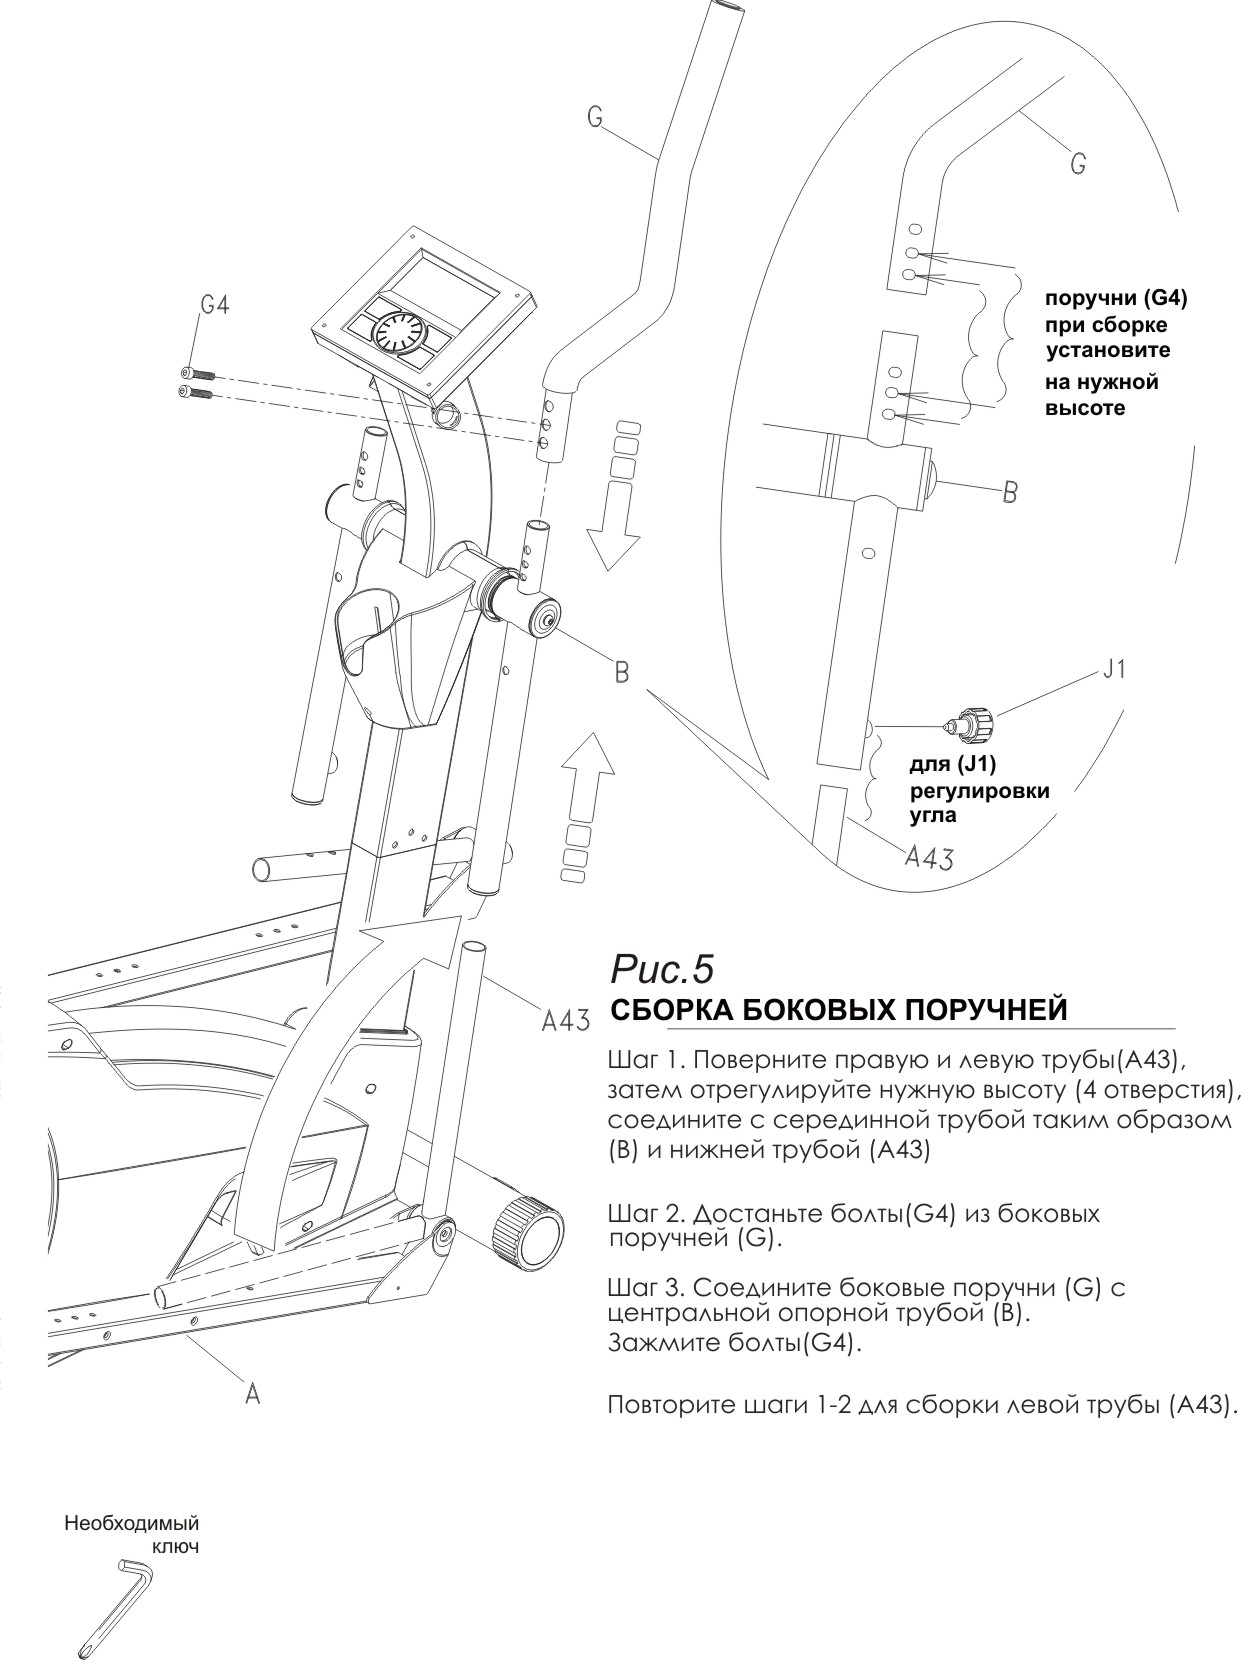 G
G
G4
поручни (G4)
при сборке
установите
на нужной
высоте
B
B
J1
для (J1)
регулировки
угла
A43
Рис.5
СБОРКА БОКОВЫХ ПОРУЧНЕЙ
A43
Шаг 1. Поверните правую и левую трубы(А43),
затем отрегулируйте нужную высоту (4 отверстия),
соедините с серединной трубой таким образом
(В) и нижней трубой (А43)
Шаг 2. Достаньте болты(G4) из боковых
поручней (G).
Шаг 3. Соедините боковые поручни (G) с
центральной опорной трубой (В).
Зажмите болты(G4).
A
Повторите шаги 1-2 для сборки левой трубы (А43).
Необходимый
ключ